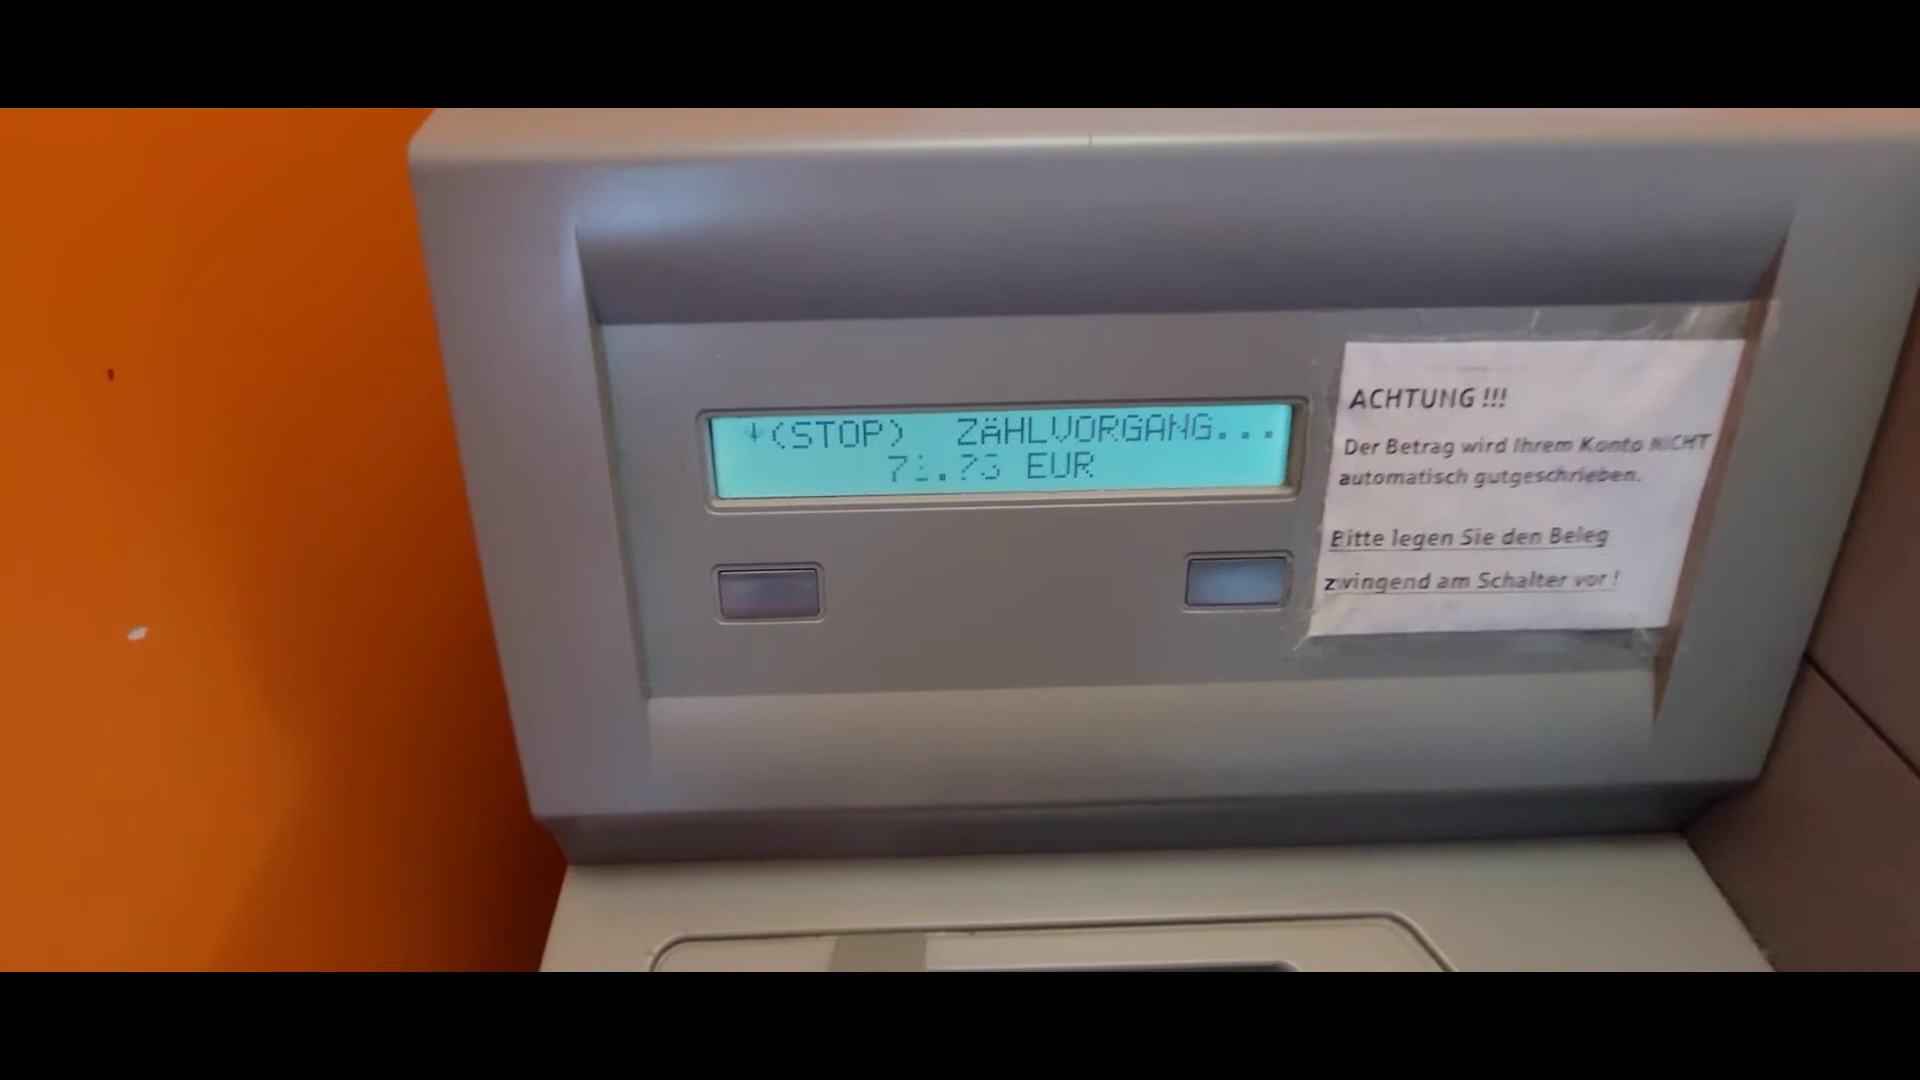 ↓(STOP) ZÄHLVORGANG...
EUR
ACHTUNG !!!
Der Betrag wird Ihrem Konto NICHT
automatisch gutgeschrieben.
Bitte legen Sie den Beleg
zwingend am Schalter vor !